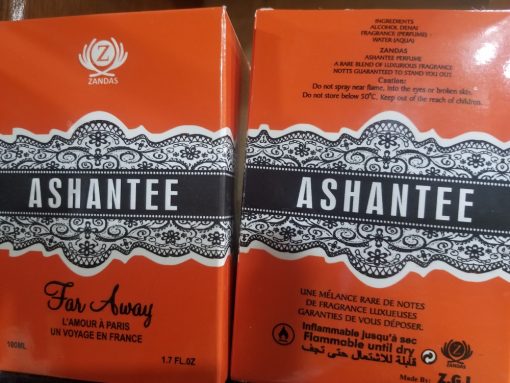 Z
ZANDAS
ASHANTEE
Far Away
L'AMOUR À PARIS
UN VOYAGE EN FRANCE
100ML
1.7 FL.OZ
INGREDIENTS
ALCOHOL DENAI
FRAGRANCE (PERFUME)
WATER (AQUA)
ZANDAS
ASHANTEE PERFUME
A RARE BLEND OF LUXURIOUS FRAGRANCE
NOTTS GUARANTEED TO STAND YOU OUT
Caution:
Do not spray near flame, into the eyes or broken skin.
Do not store below 50°C. Keep out of the reach of children.
ASHANTEE
UNE MÉLANCE RARE DE NOTES
DE FRAGRANCE LUXUEUSES
GARANTIES DE VOUS DÉPOSER.
Inflammable jusqu'à sec
Flammable until dry
قابلة للاشتعال حتى تجف
Z
ZANDAS
Made By: Z.G.I.